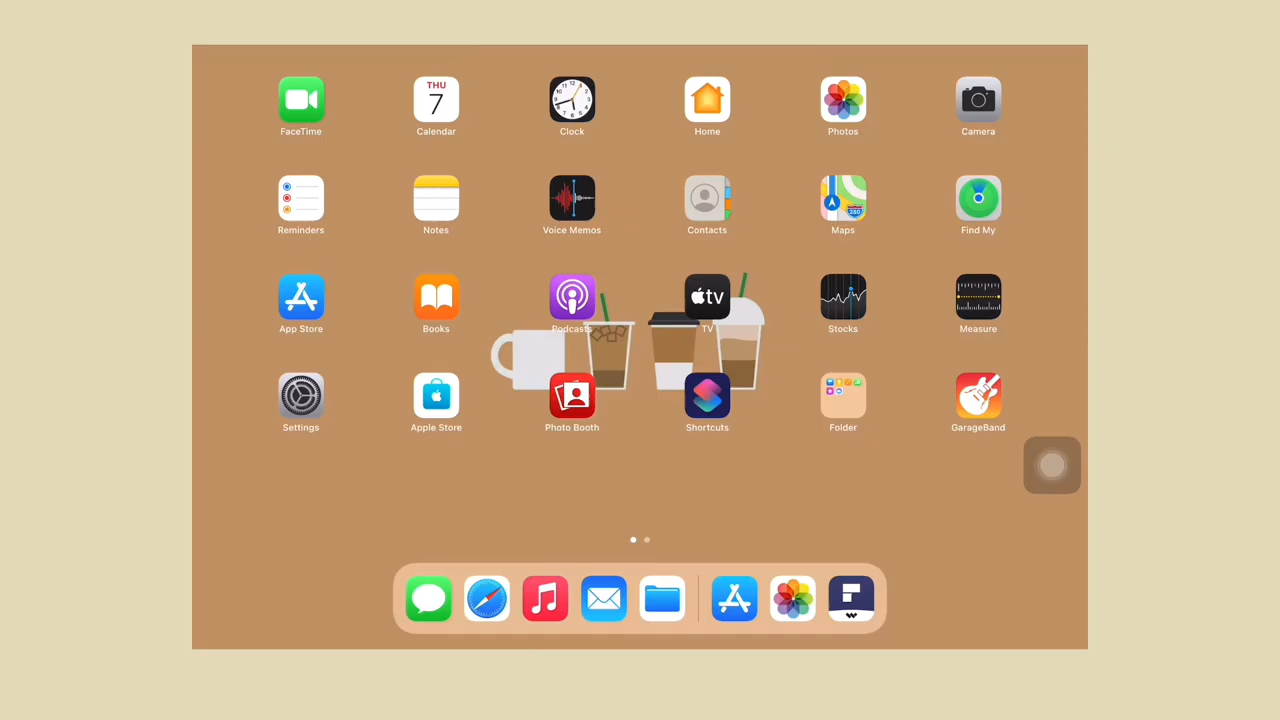 THU
7
FaceTime
Calendar
Clock
Home
Photos
Camera
280
Reminders
Notes
Voice Memos
Contacts
Maps
Find My
tv
App Store
Books
Podcasts
TV
Stocks
Measure
Settings
Apple Store
Photo Booth
Shortcuts
Folder
GarageBand